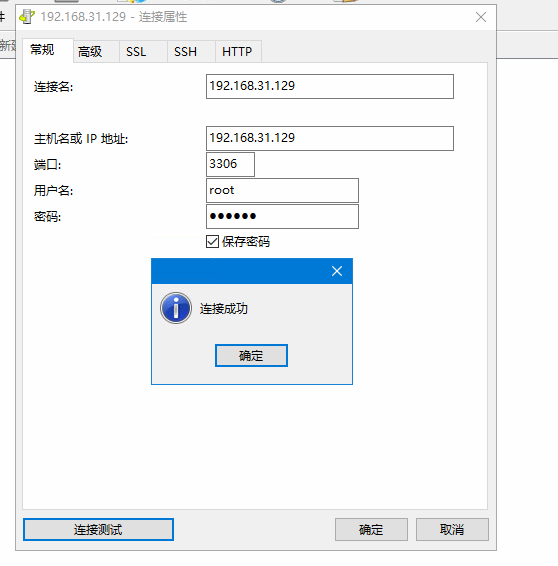 192.168.31.129 - 连接属性
件
新建
常规 高级 SSL SSH HTTP
连接名: 192.168.31.129
主机名或 IP 地址: 192.168.31.129
端口: 3306
用户名: root
密码: ●●●●●●
保存密码
连接成功
确定
连接测试 确定 取消